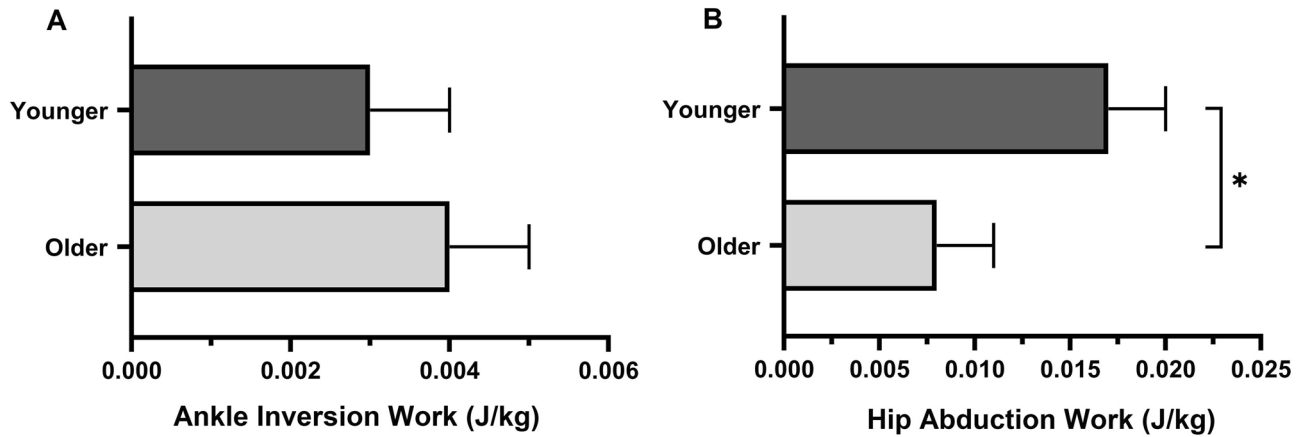 A
Younger
Older
0.000 0.002 0.004 0.006
Ankle Inversion Work (J/kg)
B
Younger
*
Older
0.000 0.005 0.010 0.015 0.020 0.025
Hip Abduction Work (J/kg)